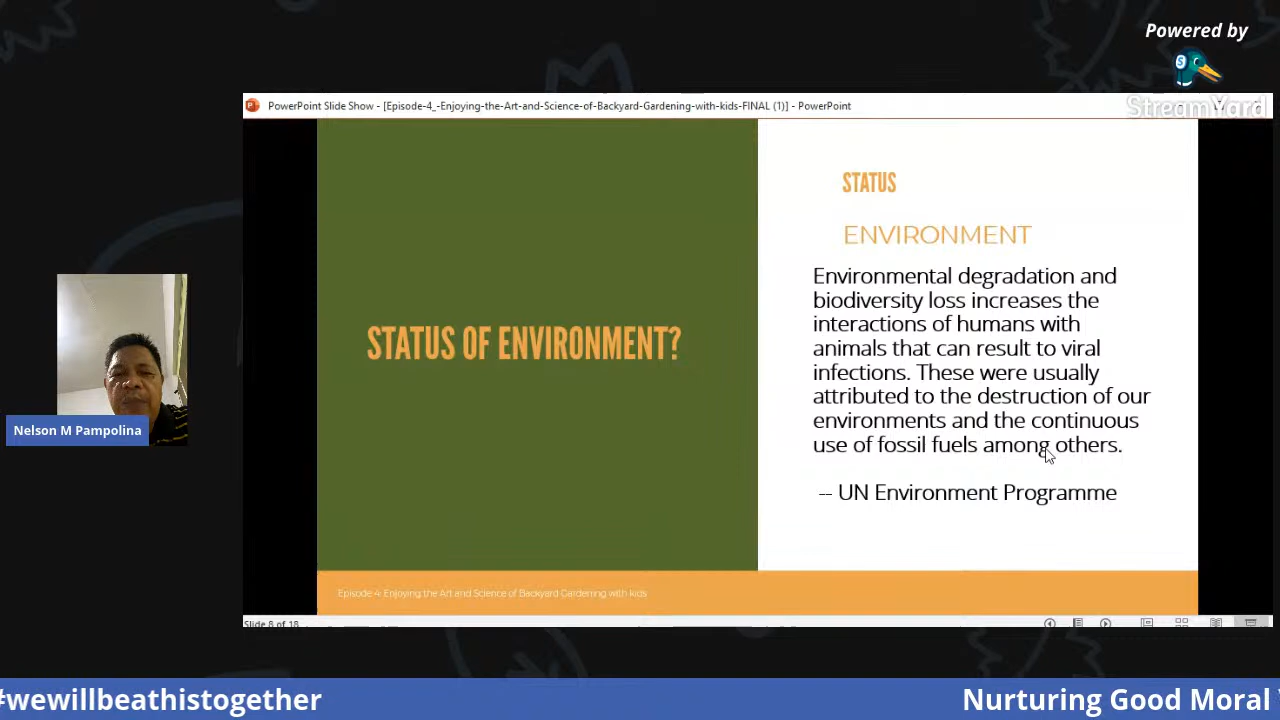 Powered by
StreamYard
PowerPoint Slide Show - [Episode-4_-Enjoying-the-Art-and-Science-of-Backyard-Gardening-with-kids-FINAL (1)] - PowerPoint
STATUS OF ENVIRONMENT?
STATUS
ENVIRONMENT
Environmental degradation and
biodiversity loss increases the
interactions of humans with
animals that can result to viral
infections. These were usually
attributed to the destruction of our
environments and the continuous
use of fossil fuels among others.
-- UN Environment Programme
Episode 4: Enjoying the Art and Science of Backyard Gardening with kids
Slide 8 of 18
Nelson M Pampolina
#wewillbeathistogether
Nurturing Good Moral